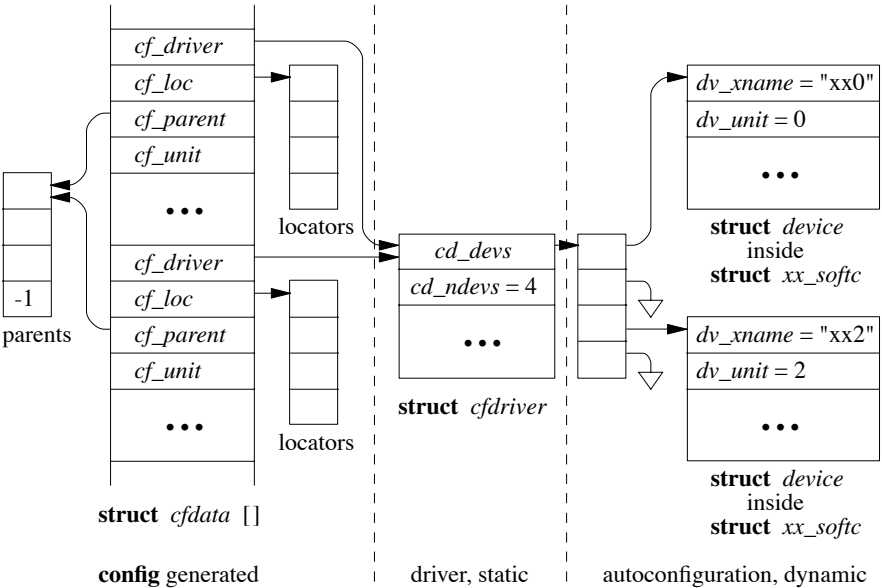 cf_driver
cf_loc
cf_parent
cf_unit
•••
cf_driver
cf_loc
cf_parent
cf_unit
•••
struct cfdata []
config generated
-1
parents
locators
locators
cd_devs
cd_ndevs = 4
•••
struct cfdriver
driver, static
dv_xname = "xx0"
dv_unit = 0
•••
struct device
inside
struct xx_softc
dv_xname = "xx2"
dv_unit = 2
•••
struct device
inside
struct xx_softc
autoconfiguration, dynamic